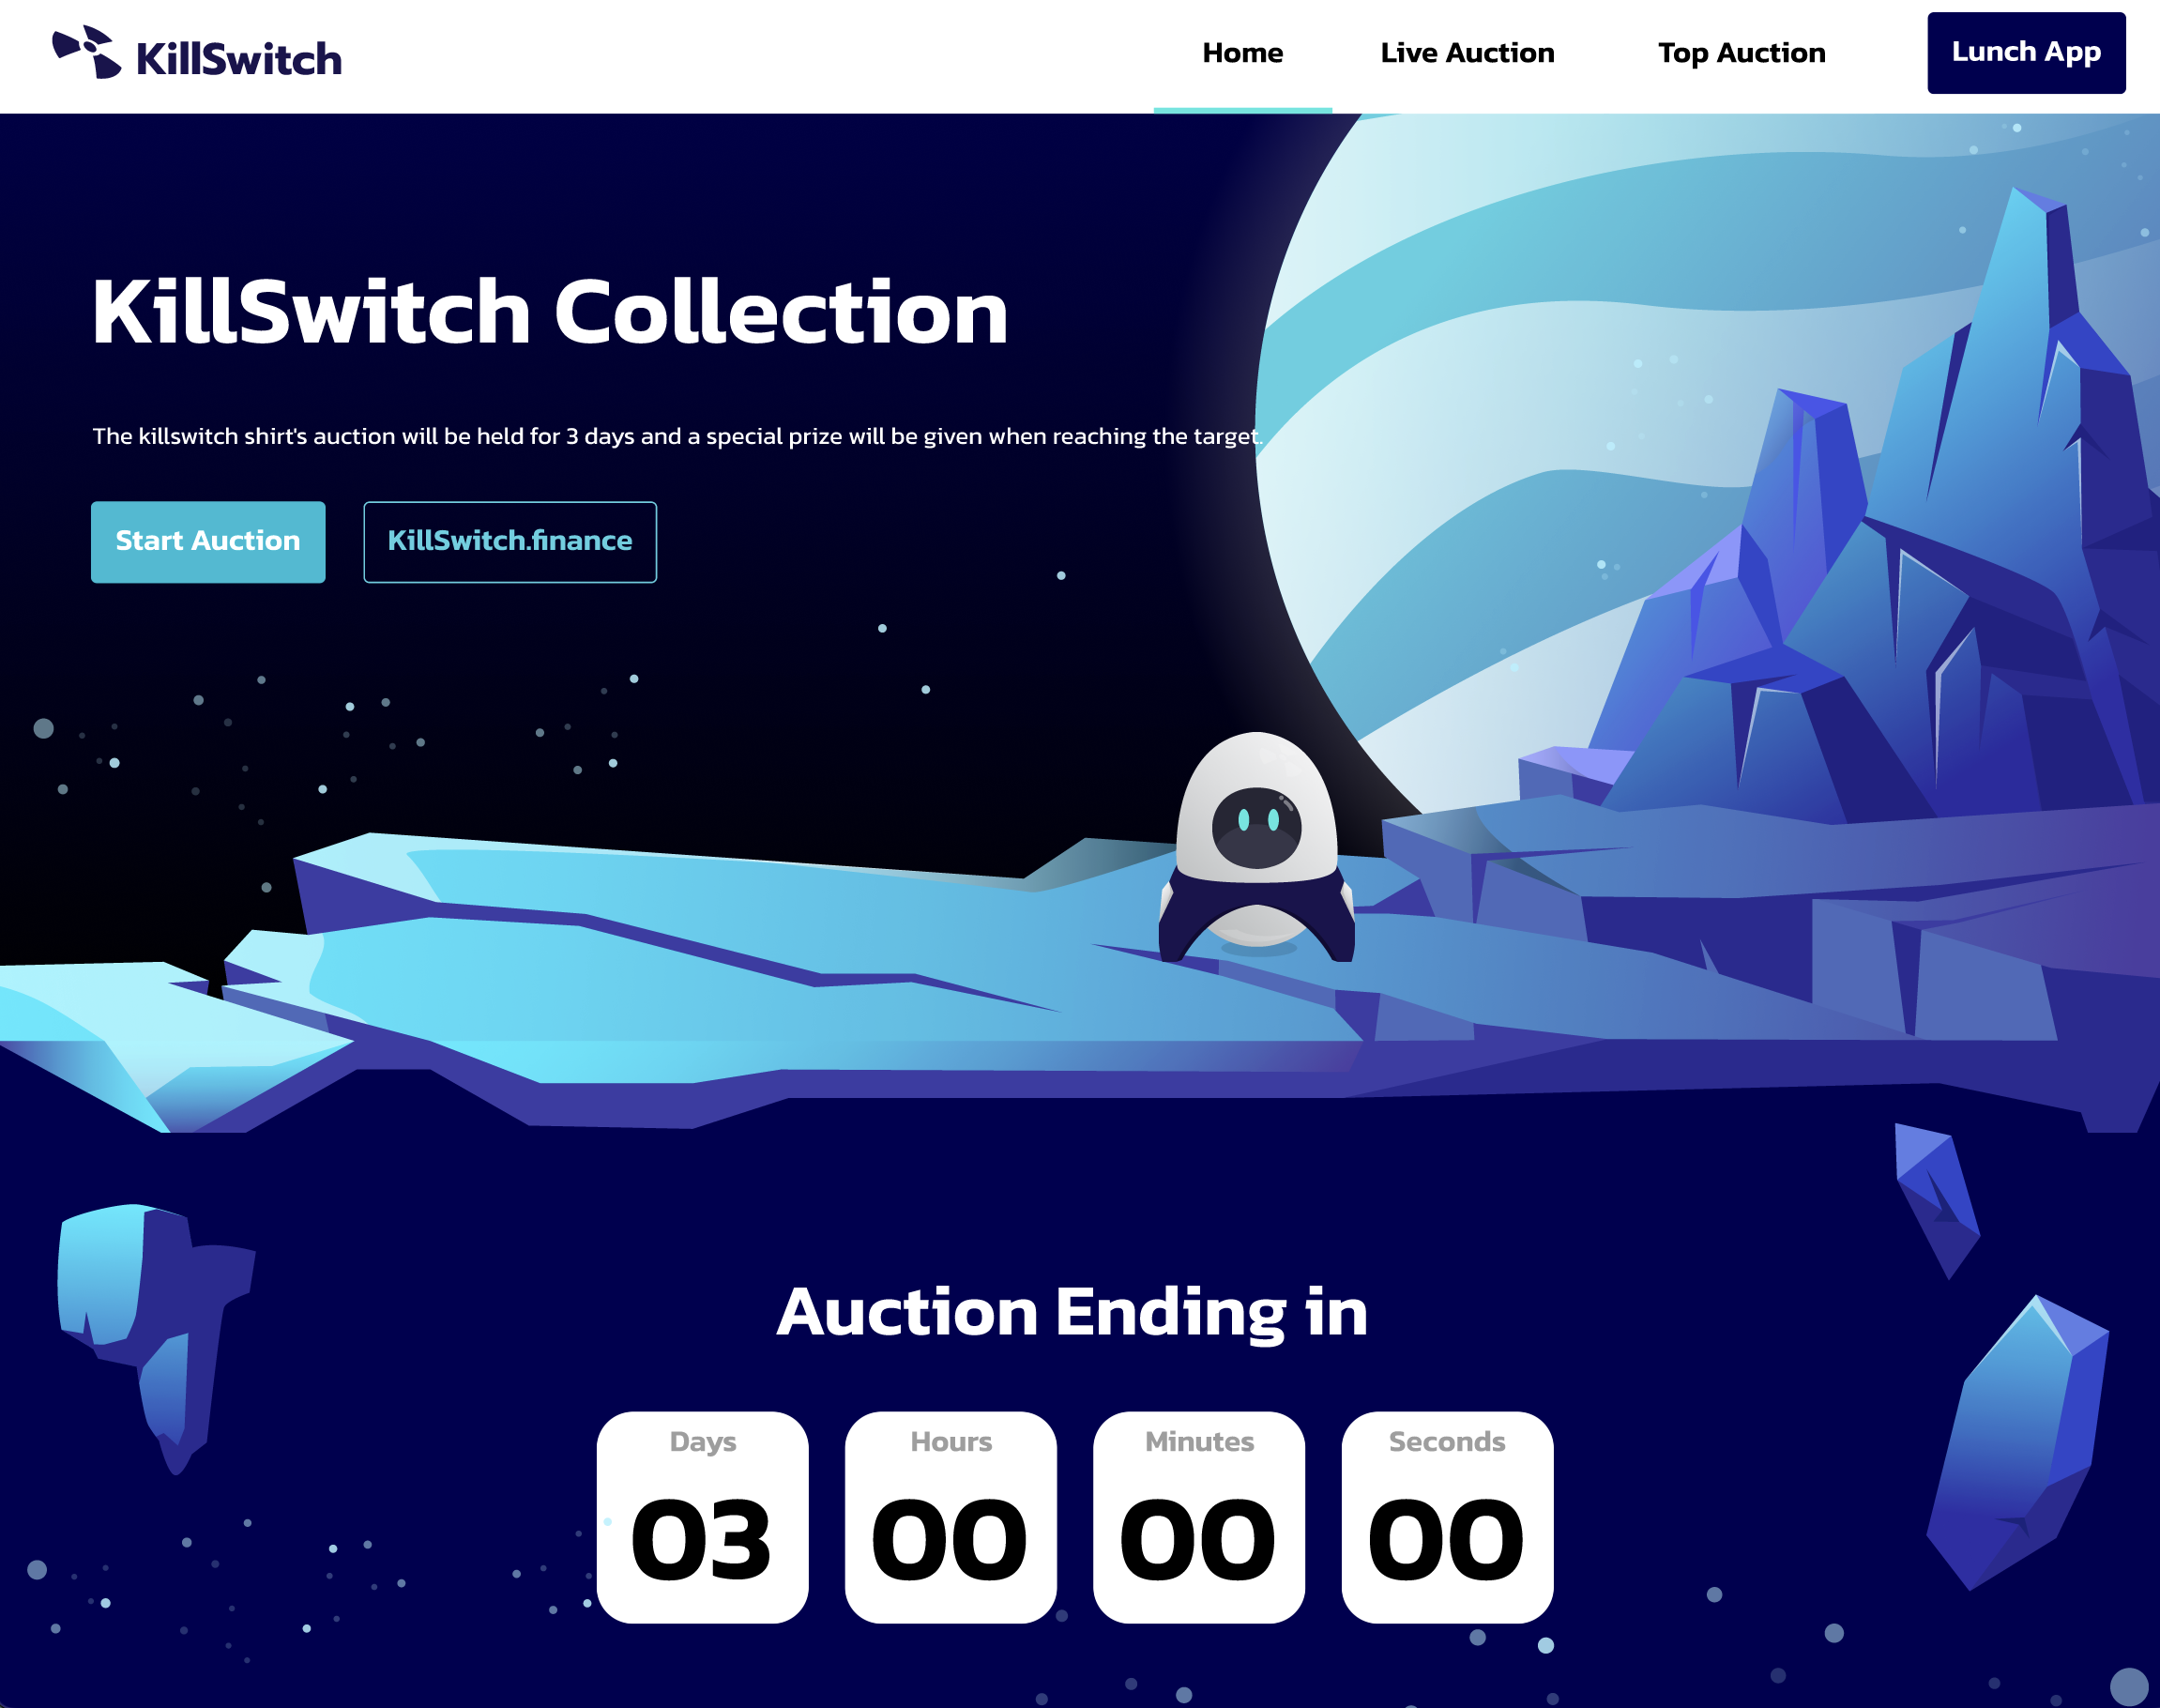 KillSwitch
Home
Live Auction
Top Auction
Lunch App
KillSwitch Collection
The killswitch shirt's auction will be held for 3 days and a special prize will be given when reaching the target.
Start Auction
KillSwitch.finance
Auction Ending in
Days
Hours
Minutes
Seconds
03
00
00
00